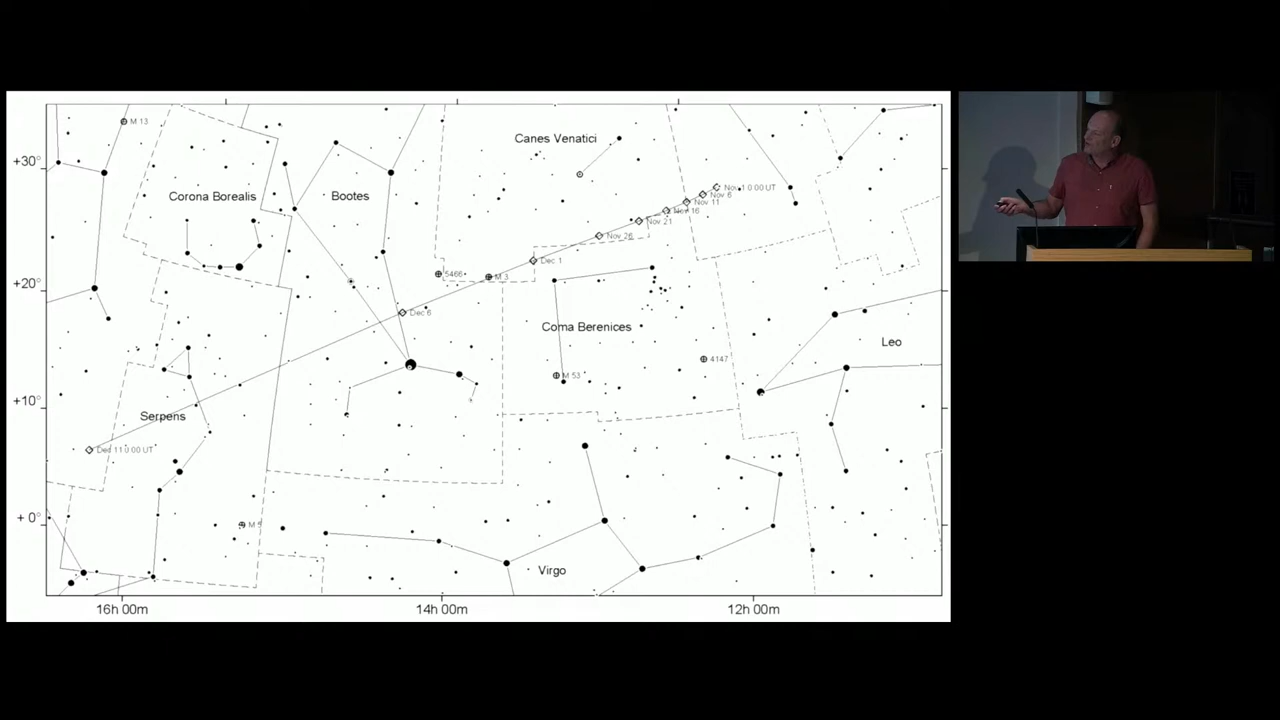 M 13
+30°
Canes Venatici
Corona Borealis
Bootes
Nov 1 0 00 UT
Nov 6
Nov 11
Nov 16
Nov 21
Nov 26
Dec 1
5466
M 3
+20°
Dec 6
Coma Berenices
Leo
4147
M 53
+10°
Serpens
Dec 11 0 00 UT
+ 0°
M 5
Virgo
16h 00m
14h 00m
12h 00m